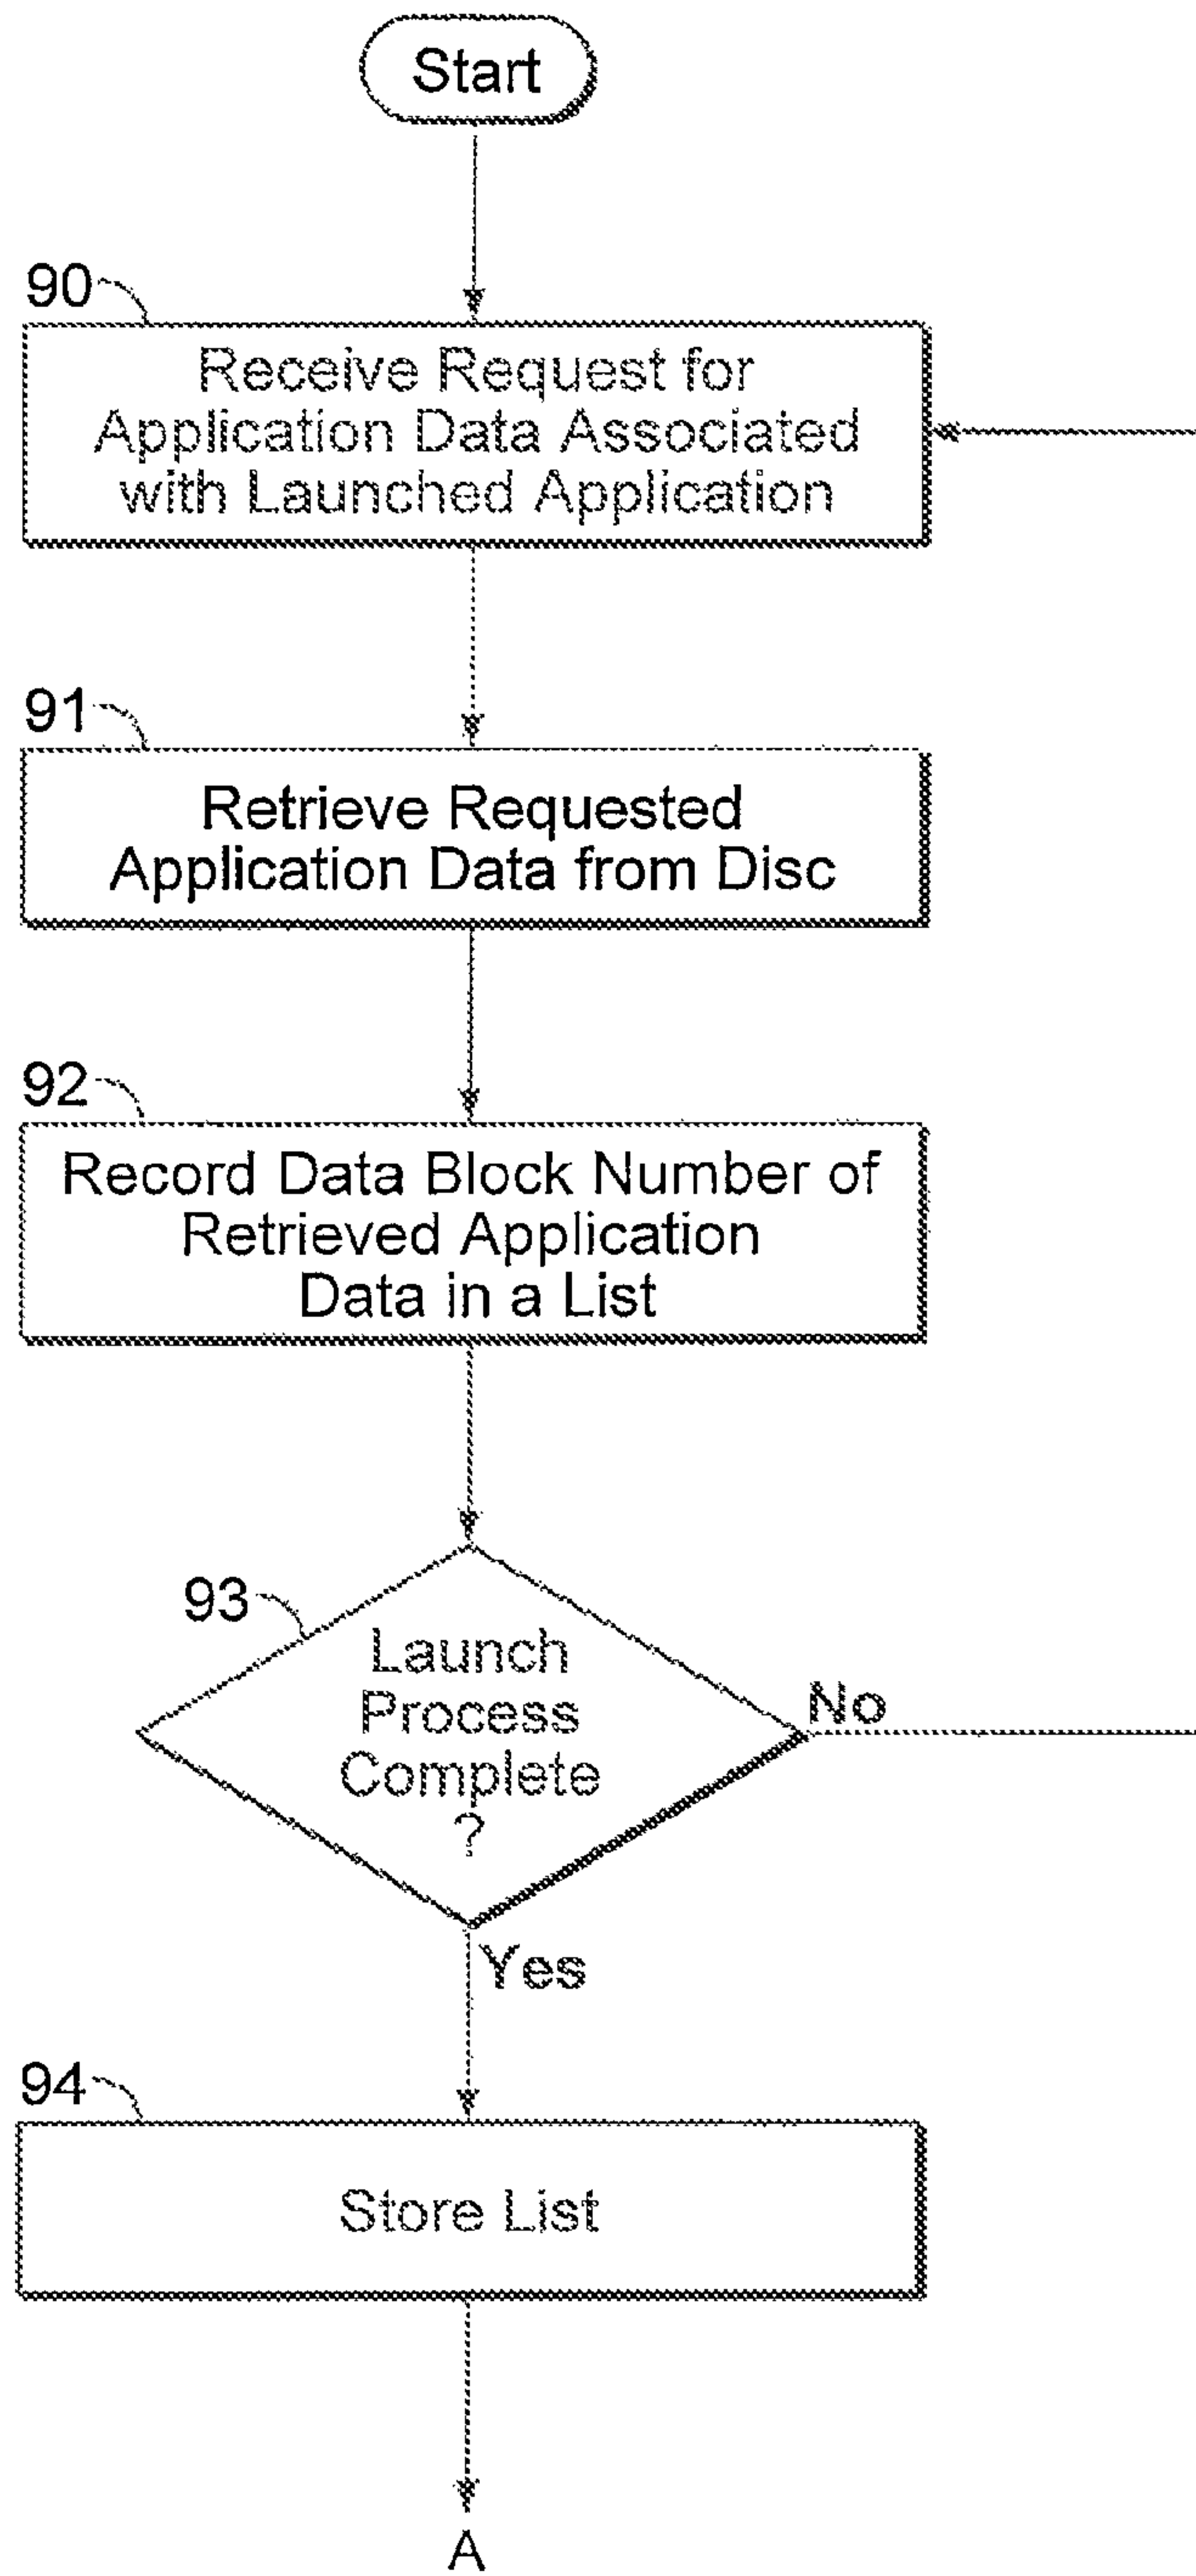 Start
90
Receive Request for
Application Data Associated
with Launched Application
91
Retrieve Requested
Application Data from Disc
92
Record Data Block Number of
Retrieved Application
Data in a List
93
Launch
Process
Complete
?
No
Yes
94
Store List
A